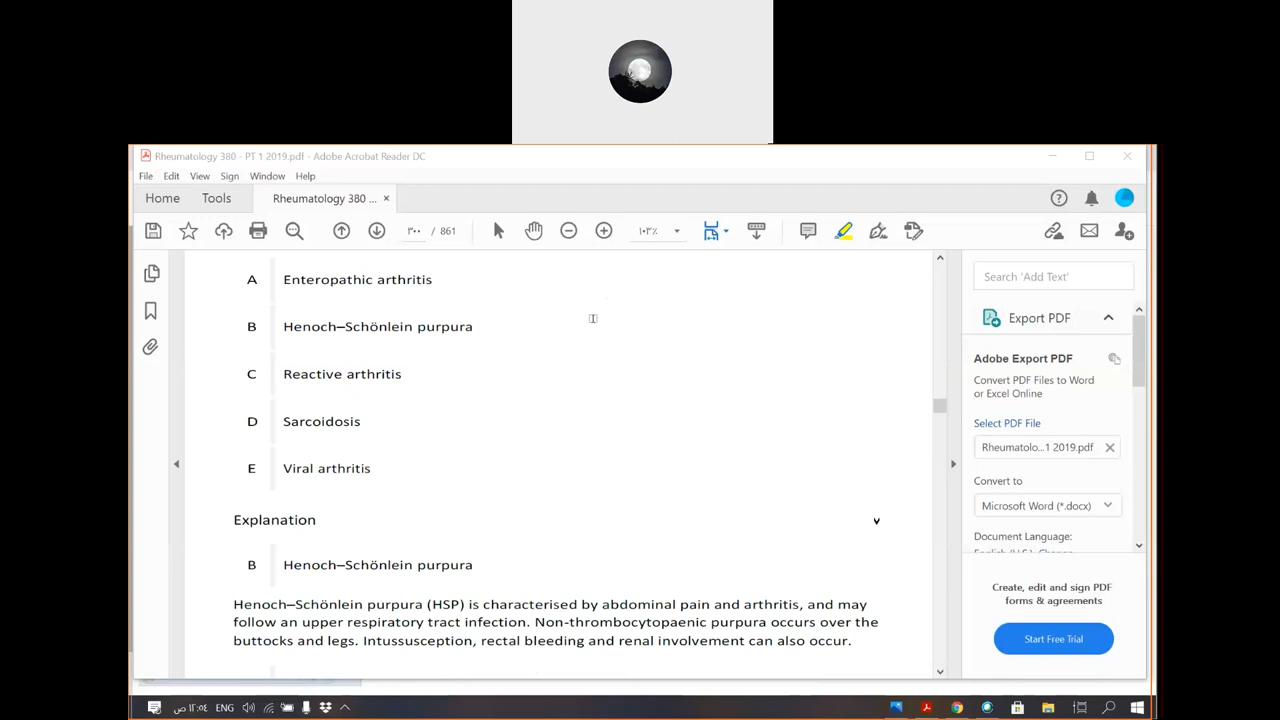 Rheumatology 380 - PT 1 2019.pdf - Adobe Acrobat Reader DC
File Edit View Sign Window Help
Home Tools Rheumatology 380 ... ×
٣٠٠ / 861
١٠٣٪
A Enteropathic arthritis
B Henoch–Schönlein purpura
C Reactive arthritis
D Sarcoidosis
E Viral arthritis
Explanation
B Henoch–Schönlein purpura
Henoch–Schönlein purpura (HSP) is characterised by abdominal pain and arthritis, and may
follow an upper respiratory tract infection. Non-thrombocytopaenic purpura occurs over the
buttocks and legs. Intussusception, rectal bleeding and renal involvement can also occur.
Search 'Add Text'
Export PDF
Adobe Export PDF
Convert PDF Files to Word
or Excel Online
Select PDF File
Rheumatolo...1 2019.pdf
Convert to
Microsoft Word (*.docx)
Document Language:
Create, edit and sign PDF
forms & agreements
Start Free Trial
١٢:٥٤ ص ENG